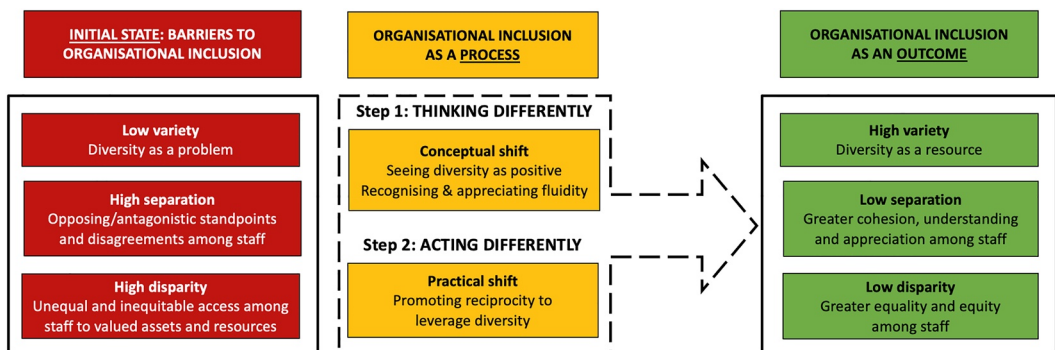 INITIAL STATE: BARRIERS TO
ORGANISATIONAL INCLUSION
Low variety
Diversity as a problem
High separation
Opposing/antagonistic standpoints
and disagreements among staff
High disparity
Unequal and inequitable access among
staff to valued assets and resources
ORGANISATIONAL INCLUSION
AS A PROCESS
Step 1: THINKING DIFFERENTLY
Conceptual shift
Seeing diversity as positive
Recognising & appreciating fluidity
Step 2: ACTING DIFFERENTLY
Practical shift
Promoting reciprocity to
leverage diversity
ORGANISATIONAL INCLUSION
AS AN OUTCOME
High variety
Diversity as a resource
Low separation
Greater cohesion, understanding
and appreciation among staff
Low disparity
Greater equality and equity
among staff